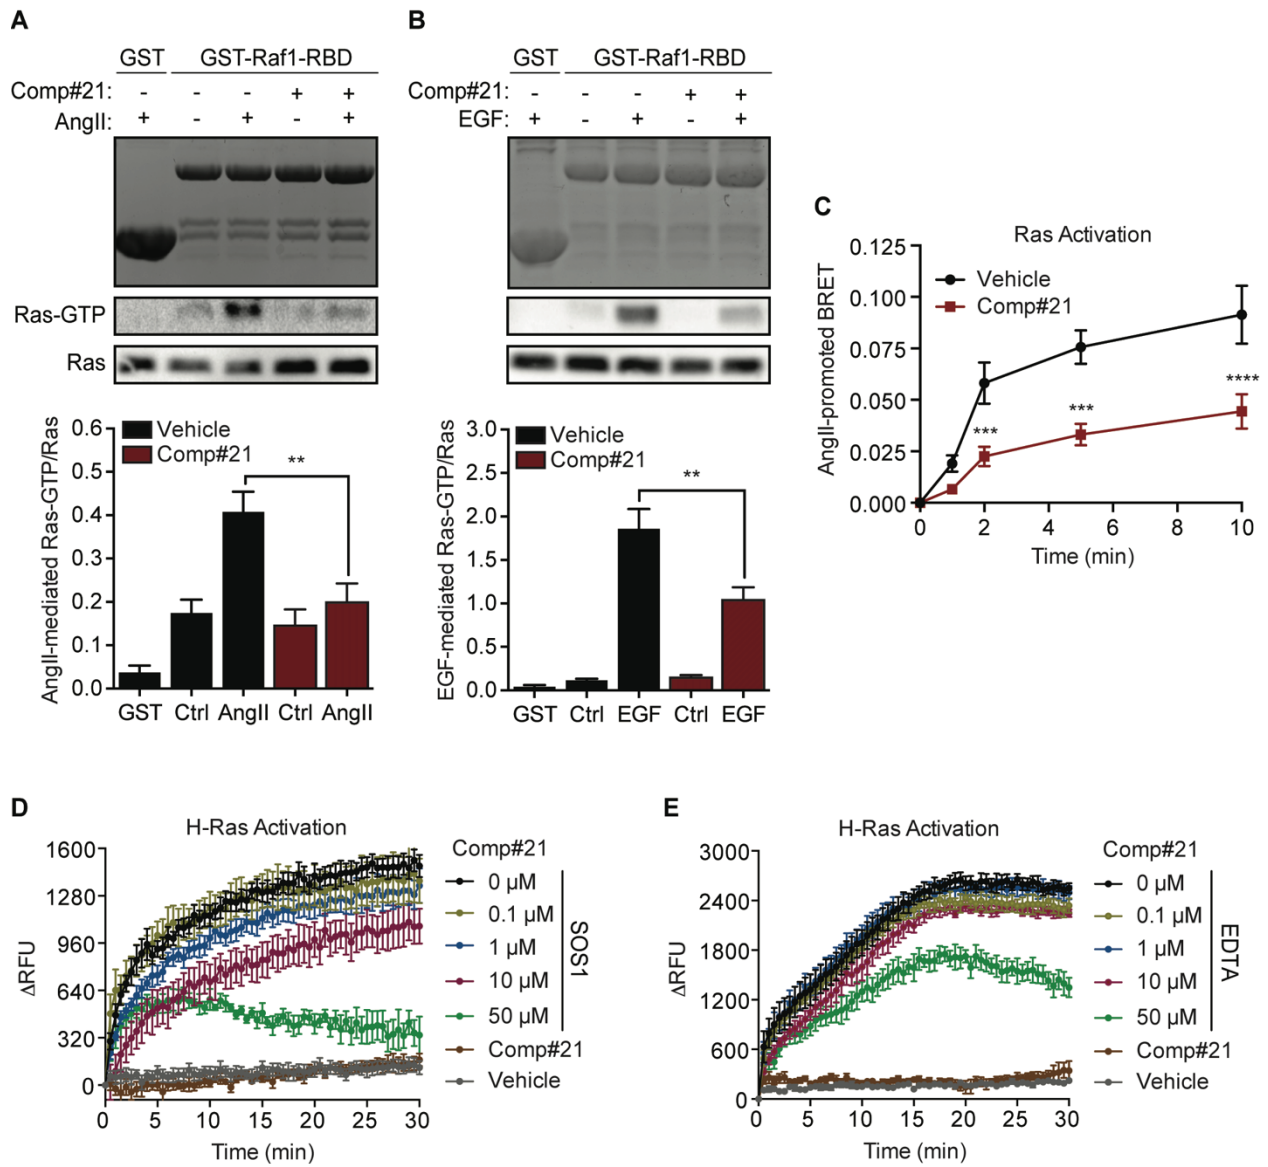 A
GST GST-Raf1-RBD
Comp#21: - - - + +
AngII: + - + - +
Ras-GTP
Ras
AngII-mediated Ras-GTP/Ras
0.6
0.5
0.4
0.3
0.2
0.1
0.0
Vehicle
Comp#21
**
GST Ctrl AngII Ctrl AngII
B
GST GST-Raf1-RBD
Comp#21: - - - + +
EGF: + - + - +
EGF-mediated Ras-GTP/Ras
3.0
2.5
2.0
1.5
1.0
0.5
0.0
Vehicle
Comp#21
**
GST Ctrl EGF Ctrl EGF
C
Ras Activation
AngII-promoted BRET
0.125
0.100
0.075
0.050
0.025
0.000
Vehicle
Comp#21
***
***
****
0 2 4 6 8 10
Time (min)
D
H-Ras Activation
ΔRFU
1600
1280
960
640
320
0
0 5 10 15 20 25 30
Time (min)
Comp#21
0 µM
0.1 µM
1 µM
10 µM
50 µM
SOS1
Comp#21
Vehicle
E
H-Ras Activation
ΔRFU
3000
2400
1800
1200
600
0
0 5 10 15 20 25 30
Time (min)
Comp#21
0 µM
0.1 µM
1 µM
10 µM
50 µM
EDTA
Comp#21
Vehicle